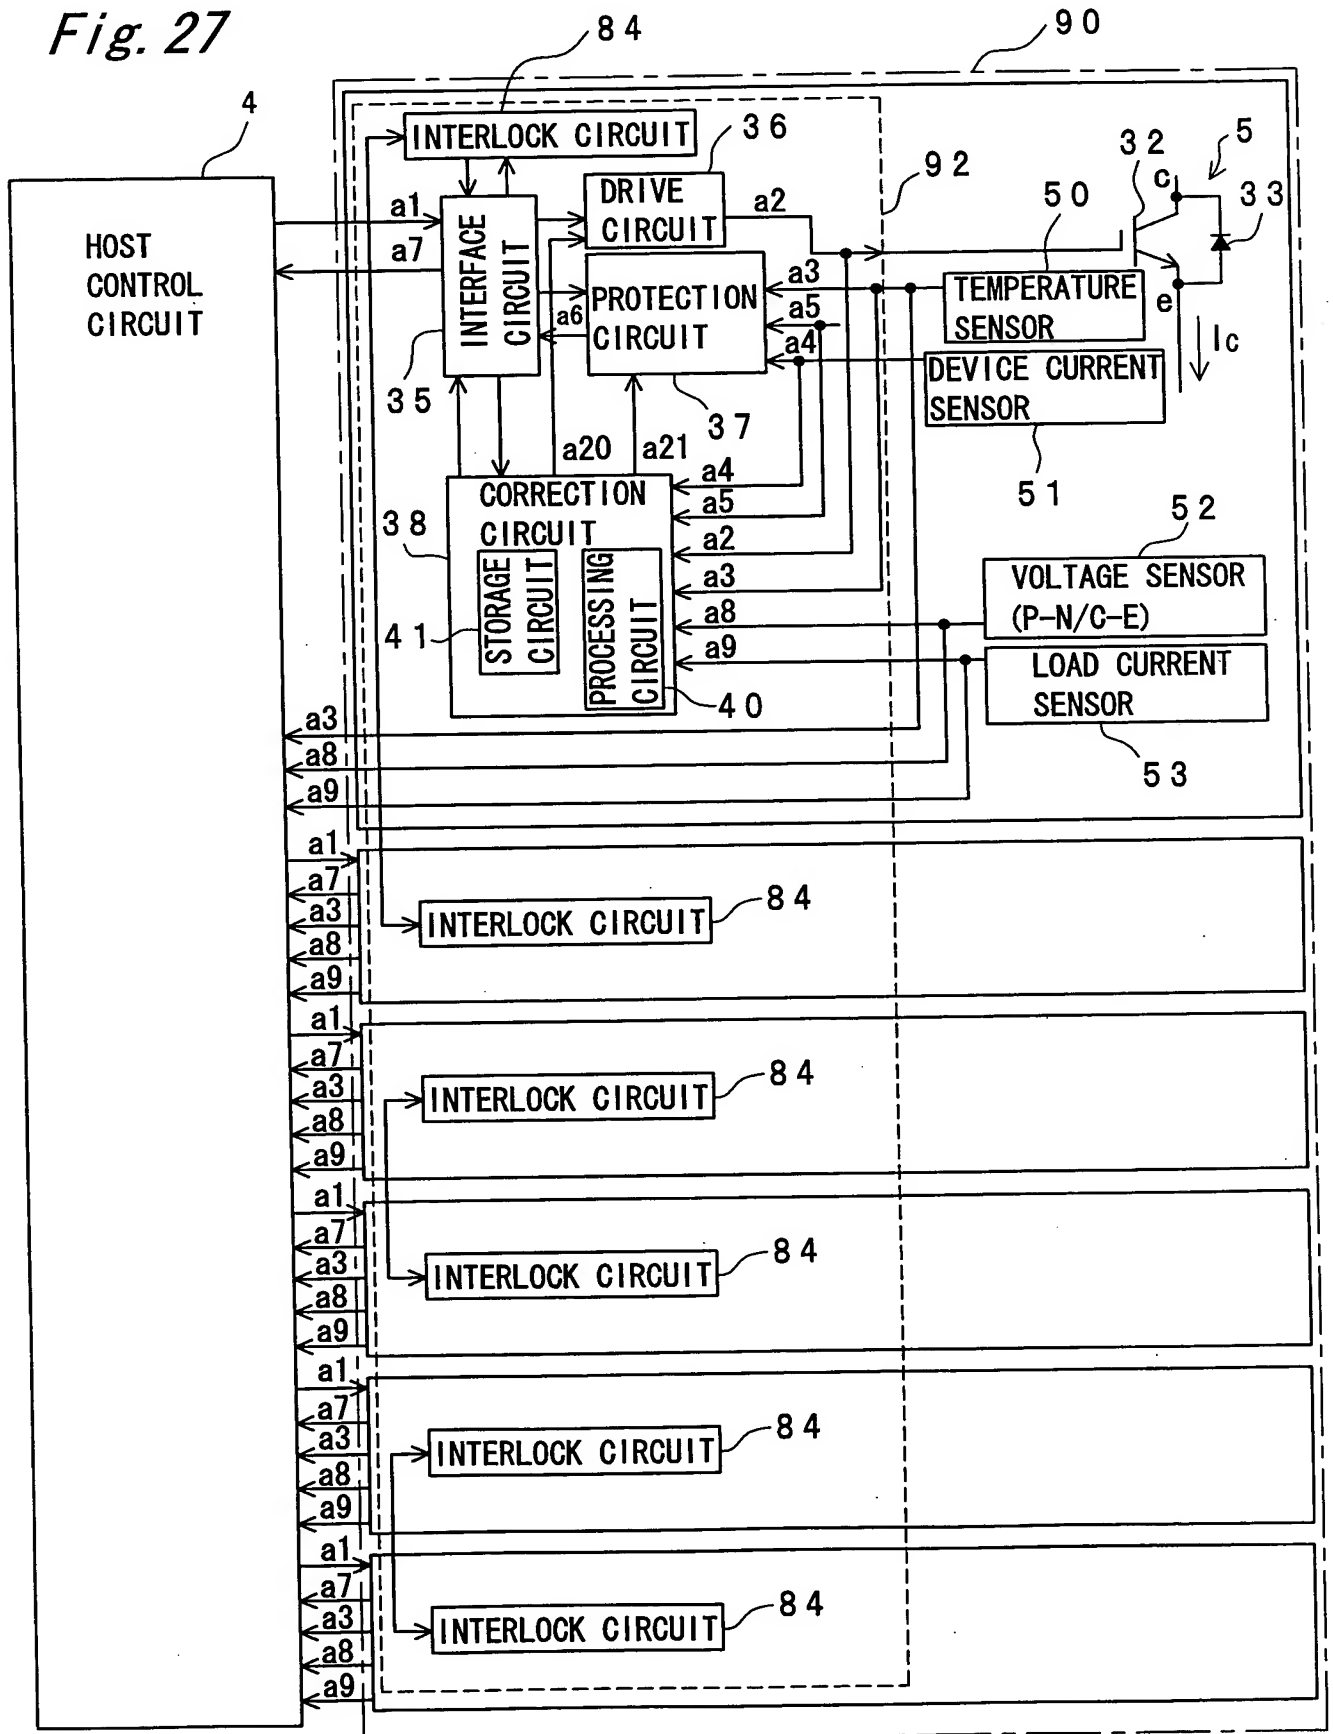 Fig. 27
84
90
4
INTERLOCK CIRCUIT
36
92
32
5
33
c
50
HOST
CONTROL
CIRCUIT
a1
a7
INTERFACE
CIRCUIT
DRIVE
CIRCUIT
a2
PROTECTION
CIRCUIT
a3
a5
a4
a6
TEMPERATURE
SENSOR
e
Ic
DEVICE CURRENT
SENSOR
35
37
51
a20
a21
38
CORRECTION
CIRCUIT
a4
a5
a2
a3
a8
a9
52
41
STORAGE
CIRCUIT
PROCESSING
CIRCUIT
40
VOLTAGE SENSOR
(P-N/C-E)
LOAD CURRENT
SENSOR
53
a3
a8
a9
a1
a7
a3
a8
a9
INTERLOCK CIRCUIT
84
a1
a7
a3
a8
a9
INTERLOCK CIRCUIT
84
a1
a7
a3
a8
a9
INTERLOCK CIRCUIT
84
a1
a7
a3
a8
a9
INTERLOCK CIRCUIT
84
a1
a7
a3
a8
a9
INTERLOCK CIRCUIT
84